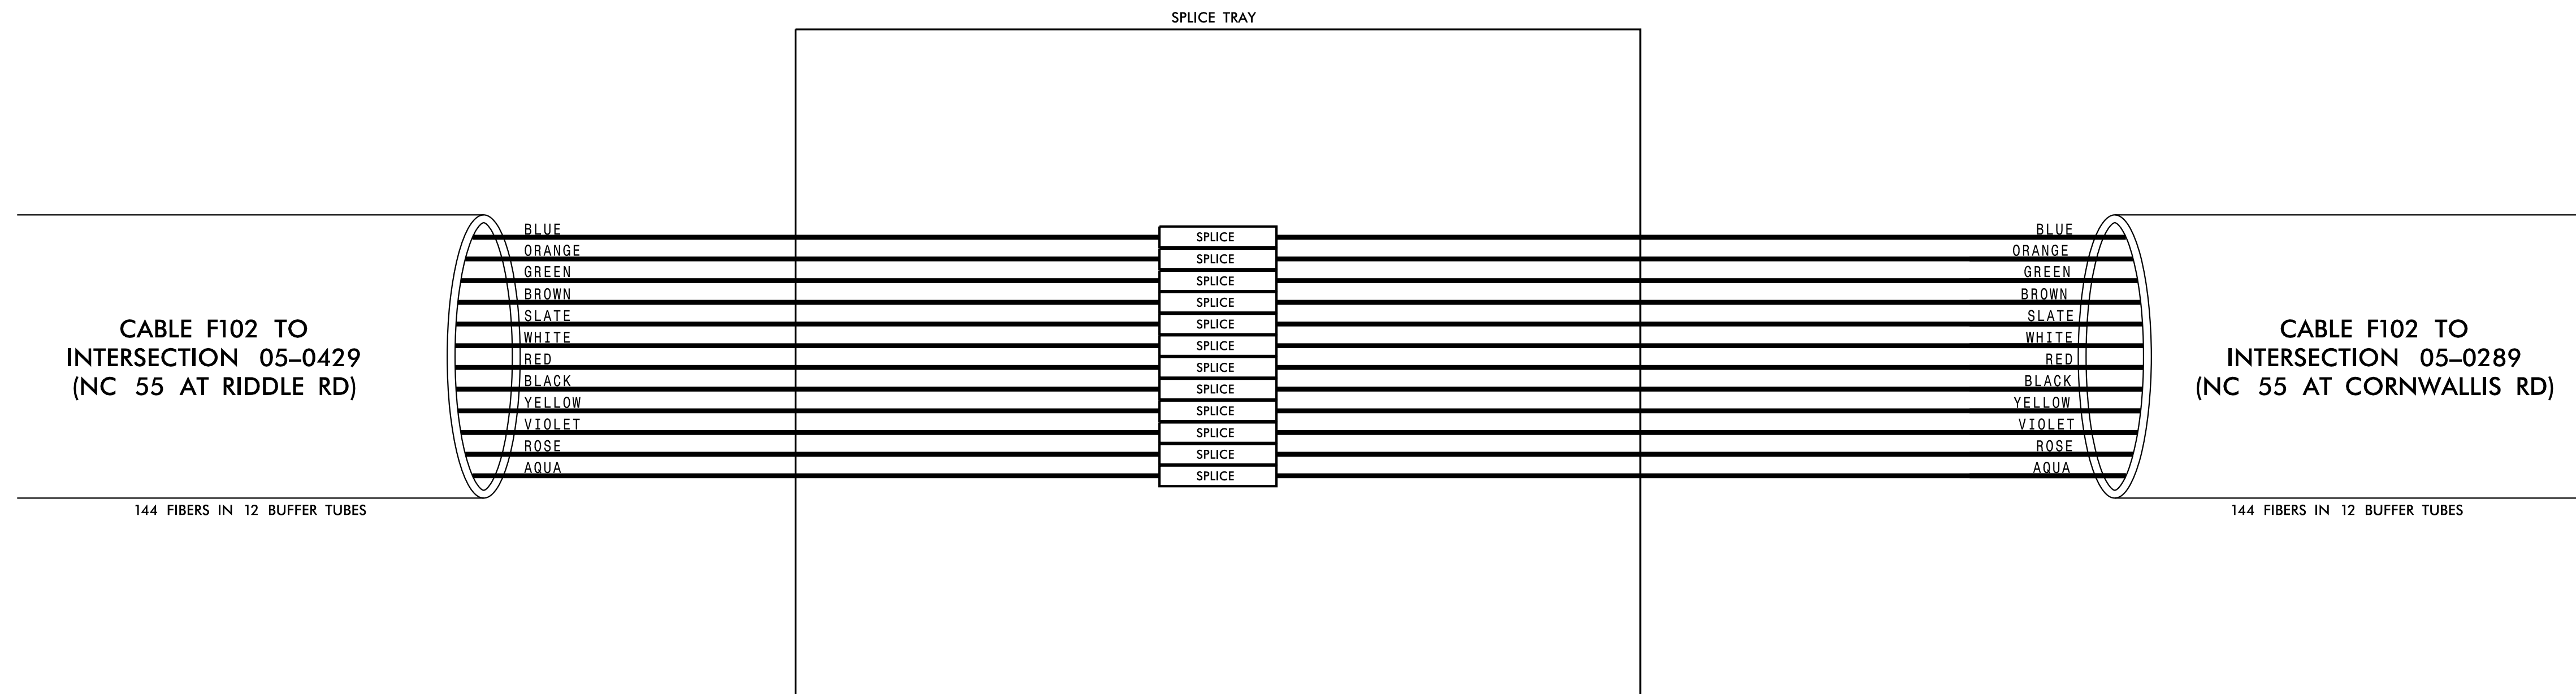 SPLICE TRAY
BLUE
ORANGE
GREEN
BROWN
SLATE
WHITE
RED
BLACK
YELLOW
VIOLET
ROSE
AQUA
CABLE F102 TO
INTERSECTION 05–0429
(NC 55 AT RIDDLE RD)
144 FIBERS IN 12 BUFFER TUBES
SPLICE
SPLICE
SPLICE
SPLICE
SPLICE
SPLICE
SPLICE
SPLICE
SPLICE
SPLICE
SPLICE
SPLICE
BLUE
ORANGE
GREEN
BROWN
SLATE
WHITE
RED
BLACK
YELLOW
VIOLET
ROSE
AQUA
CABLE F102 TO
INTERSECTION 05–0289
(NC 55 AT CORNWALLIS RD)
144 FIBERS IN 12 BUFFER TUBES